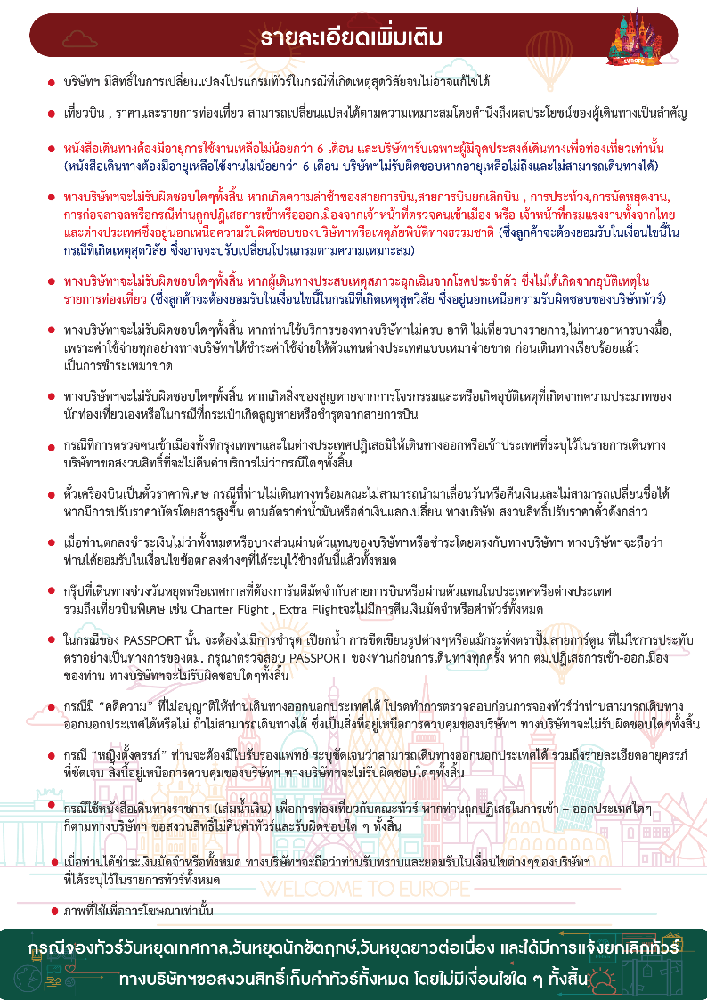 รายละเอียดเพิ่มเติม
EUROPE
● บริษัทฯ มีสิทธิ์ในการเปลี่ยนแปลงโปรแกรมทัวร์ในกรณีที่เกิดเหตุสุดวิสัยจนไม่อาจแก้ไขได้
● เที่ยวบิน , ราคาและรายการท่องเที่ยว สามารถเปลี่ยนแปลงได้ตามความเหมาะสมโดยคำนึงถึงผลประโยชน์ของผู้เดินทางเป็นสำคัญ
● หนังสือเดินทางต้องมีอายุการใช้งานเหลือไม่น้อยกว่า 6 เดือน และบริษัทฯรับเฉพาะผู้มีจุดประสงค์เดินทางเพื่อท่องเที่ยวเท่านั้น
(หนังสือเดินทางต้องมีอายุเหลือใช้งานไม่น้อยกว่า 6 เดือน บริษัทฯไม่รับผิดชอบหากอายุเหลือไม่ถึงและไม่สามารถเดินทางได้)
● ทางบริษัทฯจะไม่รับผิดชอบใดๆทั้งสิ้น หากเกิดความล่าช้าของสายการบิน,สายการบินยกเลิกบิน , การประท้วง,การนัดหยุดงาน,
การก่อจลาจลหรือกรณีท่านถูกปฏิเสธการเข้าหรือออกเมืองจากเจ้าหน้าที่ตรวจคนเข้าเมือง หรือ เจ้าหน้าที่กรมแรงงานทั้งจากไทย
และต่างประเทศซึ่งอยู่นอกเหนือความรับผิดชอบของบริษัทฯหรือเหตุภัยพิบัติทางธรรมชาติ (ซึ่งลูกค้าจะต้องยอมรับในเงื่อนไขนี้ใน
กรณีที่เกิดเหตุสุดวิสัย ซึ่งอาจจะปรับเปลี่ยนโปรแกรมตามความเหมาะสม)
● ทางบริษัทฯจะไม่รับผิดชอบใดๆทั้งสิ้น หากผู้เดินทางประสบเหตุสภาวะฉุกเฉินจากโรคประจำตัว ซึ่งไม่ได้เกิดจากอุบัติเหตุใน
รายการท่องเที่ยว (ซึ่งลูกค้าจะต้องยอมรับในเงื่อนไขนี้ในกรณีที่เกิดเหตุสุดวิสัย ซึ่งอยู่นอกเหนือความรับผิดชอบของบริษัททัวร์)
● ทางบริษัทฯจะไม่รับผิดชอบใดๆทั้งสิ้น หากท่านใช้บริการของทางบริษัทฯไม่ครบ อาทิ ไม่เที่ยวบางรายการ,ไม่ทานอาหารบางมื้อ,
เพราะค่าใช้จ่ายทุกอย่างทางบริษัทฯได้ชำระค่าใช้จ่ายให้ตัวแทนต่างประเทศแบบเหมาจ่ายขาด ก่อนเดินทางเรียบร้อยแล้ว
เป็นการชำระเหมาขาด
● ทางบริษัทฯจะไม่รับผิดชอบใดๆทั้งสิ้น หากเกิดสิ่งของสูญหายจากการโจรกรรมและหรือเกิดอุบัติเหตุที่เกิดจากความประมาทของ
นักท่องเที่ยวเองหรือในกรณีที่กระเป๋าเกิดสูญหายหรือชำรุดจากสายการบิน
● กรณีที่การตรวจคนเข้าเมืองทั้งที่กรุงเทพฯและในต่างประเทศปฏิเสธมิให้เดินทางออกหรือเข้าประเทศที่ระบุไว้ในรายการเดินทาง
บริษัทฯขอสงวนสิทธิ์ที่จะไม่คืนค่าบริการไม่ว่ากรณีใดๆทั้งสิ้น
● ตั๋วเครื่องบินเป็นตั๋วราคาพิเศษ กรณีที่ท่านไม่เดินทางพร้อมคณะไม่สามารถนำมาเลื่อนวันหรือคืนเงินและไม่สามารถเปลี่ยนชื่อได้
หากมีการปรับราคาบัตรโดยสารสูงขึ้น ตามอัตราค่าน้ำมันหรือค่าเงินแลกเปลี่ยน ทางบริษัท สงวนสิทธิ์ปรับราคาตั๋วดังกล่าว
● เมื่อท่านตกลงชำระเงินไม่ว่าทั้งหมดหรือบางส่วนผ่านตัวแทนของบริษัทฯหรือชำระโดยตรงกับทางบริษัทฯ ทางบริษัทฯจะถือว่า
ท่านได้ยอมรับในเงื่อนไขข้อตกลงต่างๆที่ได้ระบุไว้ข้างต้นนี้แล้วทั้งหมด
● กรุ๊ปที่เดินทางช่วงวันหยุดหรือเทศกาลที่ต้องการันตีมัดจำกับสายการบินหรือผ่านตัวแทนในประเทศหรือต่างประเทศ
รวมถึงเที่ยวบินพิเศษ เช่น Charter Flight , Extra Flightจะไม่มีการคืนเงินมัดจำหรือค่าทัวร์ทั้งหมด
● ในกรณีของ PASSPORT นั้น จะต้องไม่มีการชำรุด เปียกน้ำ การขีดเขียนรูปต่างๆหรือแม้กระทั่งตราปั๊มลายการ์ตูน ที่ไม่ใช่การประทับ
ตราอย่างเป็นทางการของตม. กรุณาตรวจสอบ PASSPORT ของท่านก่อนการเดินทางทุกครั้ง หาก ตม.ปฏิเสธการเข้า-ออกเมือง
ของท่าน ทางบริษัทฯจะไม่รับผิดชอบใดๆทั้งสิ้น
● กรณีมี “คดีความ” ที่ไม่อนุญาติให้ท่านเดินทางออกนอกประเทศได้ โปรดทำการตรวจสอบก่อนการจองทัวร์ว่าท่านสามารถเดินทาง
ออกนอกประเทศได้หรือไม่ ถ้าไม่สามารถเดินทางได้ ซึ่งเป็นสิ่งที่อยู่เหนือการควบคุมของบริษัทฯ ทางบริษัทฯจะไม่รับผิดชอบใดๆทั้งสิ้น
● กรณี “หญิงตั้งครรภ์” ท่านจะต้องมีใบรับรองแพทย์ ระบุชัดเจนว่าสามารถเดินทางออกนอกประเทศได้ รวมถึงรายละเอียดอายุครรภ์
ที่ชัดเจน สิ่งนี้อยู่เหนือการควบคุมของบริษัทฯ ทางบริษัทฯจะไม่รับผิดชอบใดๆทั้งสิ้น
● กรณีใช้หนังสือเดินทางราชการ (เล่มน้ำเงิน) เพื่อการท่องเที่ยวกับคณะทัวร์ หากท่านถูกปฏิเสธในการเข้า – ออกประเทศใดๆ
ก็ตามทางบริษัทฯ ขอสงวนสิทธิ์ไม่คืนค่าทัวร์และรับผิดชอบใด ๆ ทั้งสิ้น
● เมื่อท่านได้ชำระเงินมัดจำหรือทั้งหมด ทางบริษัทฯจะถือว่าท่านรับทราบและยอมรับในเงื่อนไขต่างๆของบริษัทฯ
ที่ได้ระบุไว้ในรายการทัวร์ทั้งหมด
WELCOME TO EUROPE
● ภาพที่ใช้เพื่อการโฆษณาเท่านั้น
กรณีจองทัวร์วันหยุดเทศกาล,วันหยุดนักขัตฤกษ์,วันหยุดยาวต่อเนื่อง และได้มีการแจ้งยกเลิกทัวร์
ทางบริษัทฯขอสงวนสิทธิ์เก็บค่าทัวร์ทั้งหมด โดยไม่มีเงื่อนไขใด ๆ ทั้งสิ้น